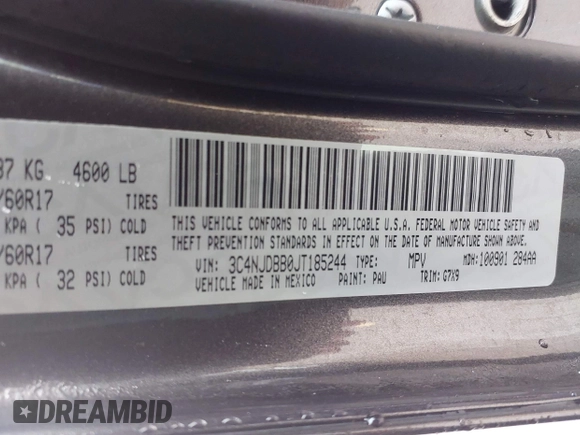 87 KG 4600 LB
/60R17 TIRES
KPA ( 35 PSI) COLD
/60R17 TIRES
KPA ( 32 PSI) COLD
THIS VEHICLE CONFORMS TO ALL APPLICABLE U.S.A. FEDERAL MOTOR VEHICLE SAFETY AND
THEFT PREVENTION STANDARDS IN EFFECT ON THE DATE OF MANUFACTURE SHOWN ABOVE.
VIN: 3C4NJDBB0JT185244 TYPE: MPV MDH: 100901 284AA
VEHICLE MADE IN MEXICO PAINT: PAU TRIM: G7X9
DREAMBID